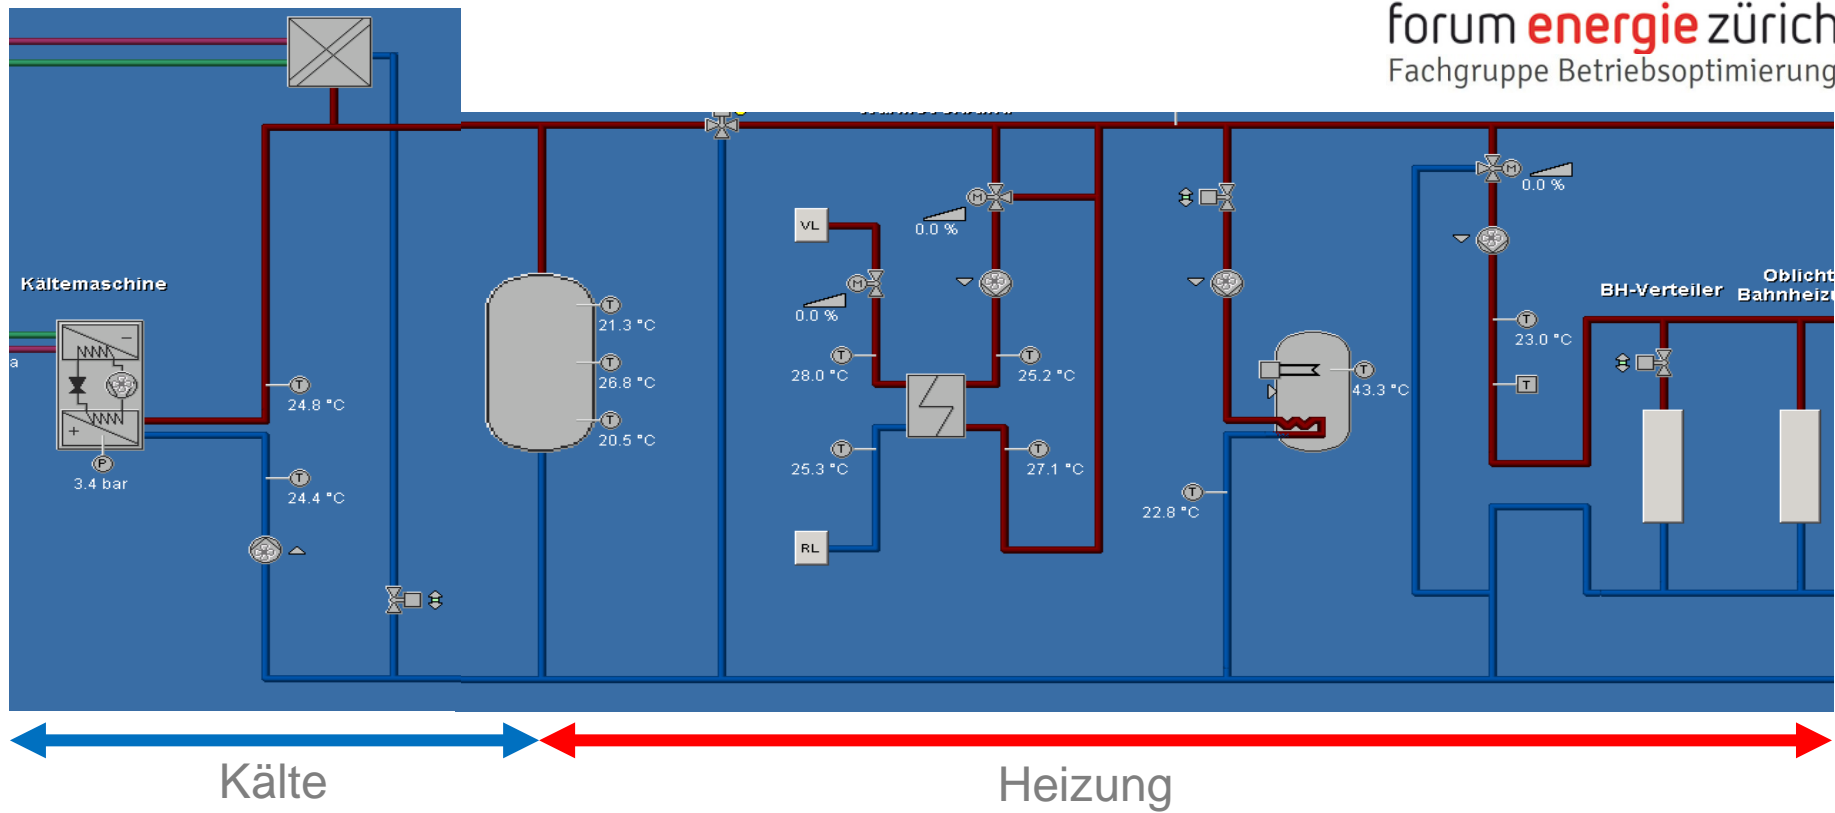 forum energie zürich
Fachgruppe Betriebsoptimierung
M
0.0 %
VL
M
0.0 %
M
0.0 %
Kältemaschine
BH-Verteiler
Oblicht
Bahnheizu
T
21.3 °C
T
23.0 °C
a
T
26.8 °C
T
28.0 °C
T
25.2 °C
T
43.3 °C
T
24.8 °C
T
T
20.5 °C
P
3.4 bar
T
24.4 °C
T
25.3 °C
T
27.1 °C
T
22.8 °C
RL
Kälte
Heizung